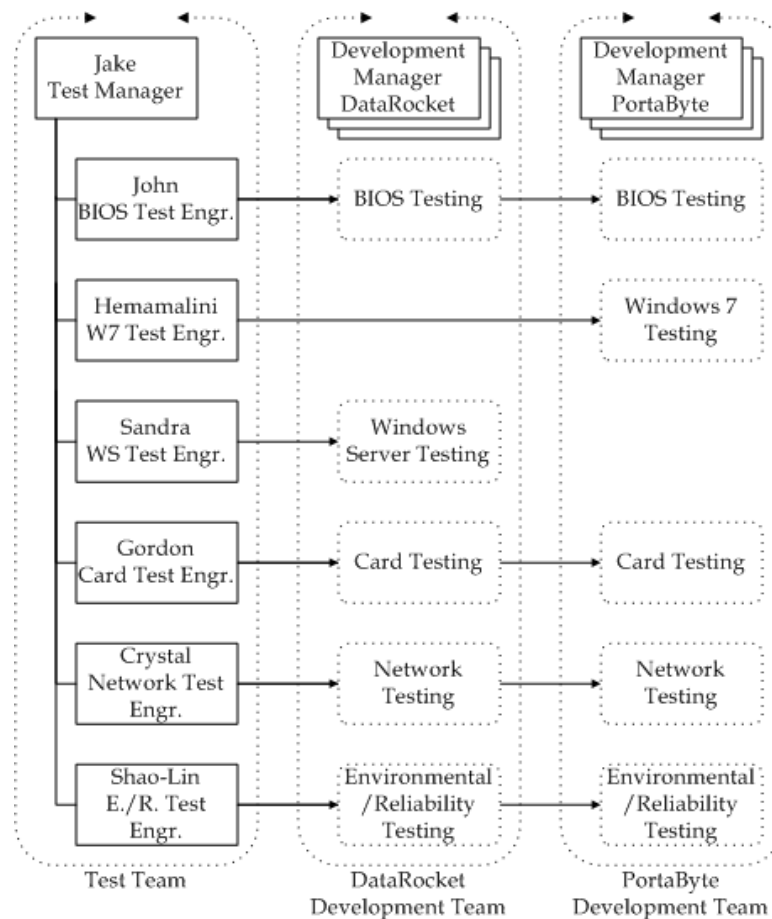 Jake
Test Manager
Development
Manager
DataRocket
Development
Manager
PortaByte
John
BIOS Test Engr.
BIOS Testing
BIOS Testing
Hemamalini
W7 Test Engr.
Windows 7
Testing
Sandra
WS Test Engr.
Windows
Server Testing
Gordon
Card Test Engr.
Card Testing
Card Testing
Crystal
Network Test
Engr.
Network
Testing
Network
Testing
Shao-Lin
E./R. Test
Engr.
Environmental
/Reliability
Testing
Environmental
/Reliability
Testing
Test Team
DataRocket
Development Team
PortaByte
Development Team